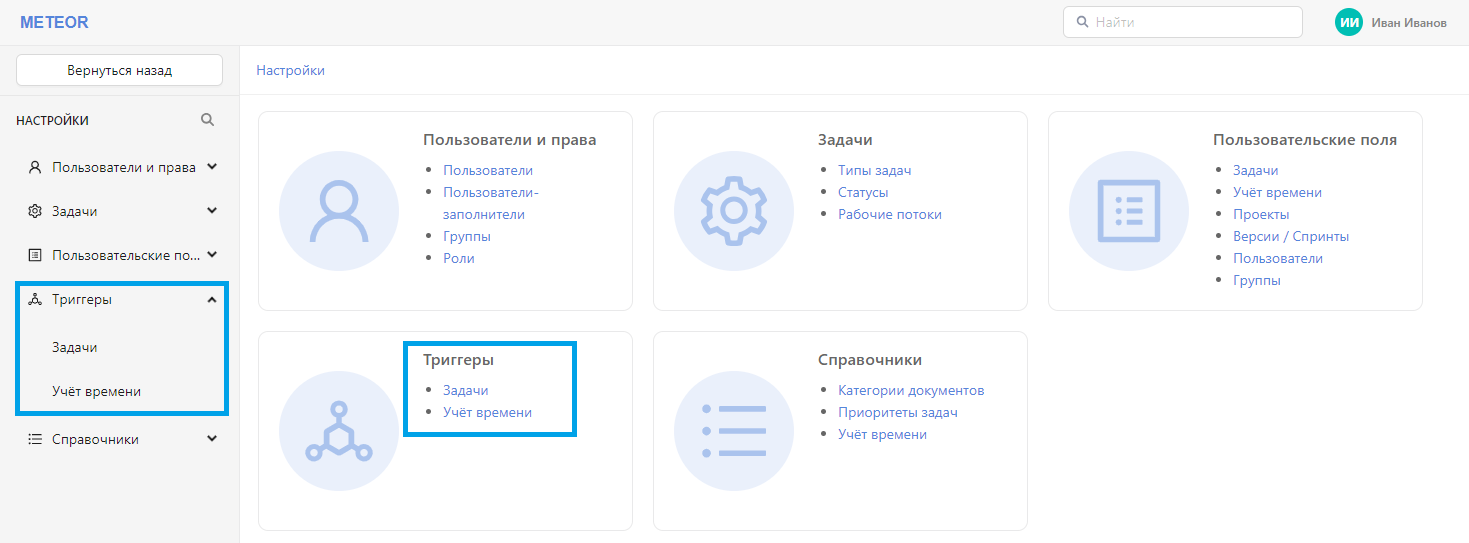 METEOR
Найти
ИИ
Иван Иванов
Вернуться назад
НАСТРОЙКИ
Пользователи и права
Задачи
Пользовательские по...
Триггеры
Задачи
Учёт времени
Справочники
Настройки
Пользователи и права
Пользователи
Пользователи-
заполнители
Группы
Роли
Задачи
Типы задач
Статусы
Рабочие потоки
Пользовательские поля
Задачи
Учёт времени
Проекты
Версии / Спринты
Пользователи
Группы
Триггеры
Задачи
Учёт времени
Справочники
Категории документов
Приоритеты задач
Учёт времени